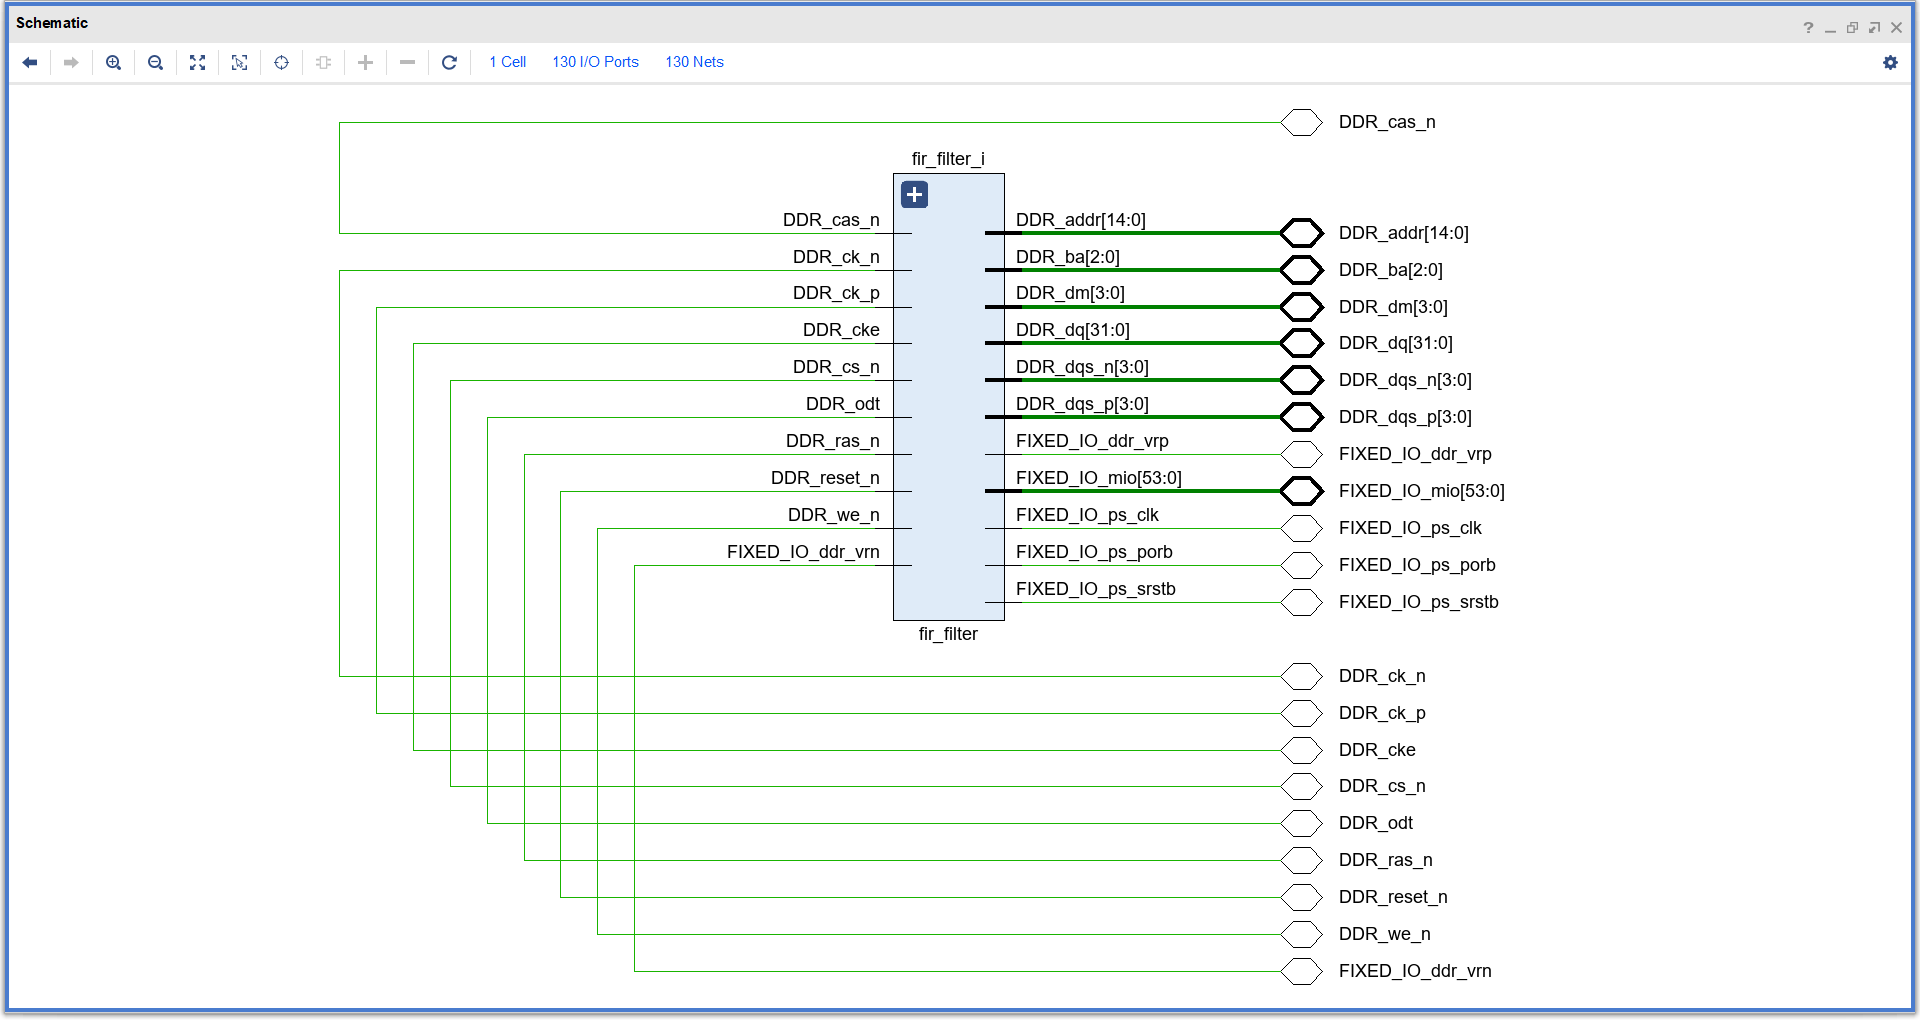 Schematic
1 Cell 130 I/O Ports 130 Nets
DDR_cas_n
fir_filter_i
DDR_cas_n DDR_addr[14:0] DDR_addr[14:0]
DDR_ck_n DDR_ba[2:0] DDR_ba[2:0]
DDR_ck_p DDR_dm[3:0] DDR_dm[3:0]
DDR_cke DDR_dq[31:0] DDR_dq[31:0]
DDR_cs_n DDR_dqs_n[3:0] DDR_dqs_n[3:0]
DDR_odt DDR_dqs_p[3:0] DDR_dqs_p[3:0]
DDR_ras_n FIXED_IO_ddr_vrp FIXED_IO_ddr_vrp
DDR_reset_n FIXED_IO_mio[53:0] FIXED_IO_mio[53:0]
DDR_we_n FIXED_IO_ps_clk FIXED_IO_ps_clk
FIXED_IO_ddr_vrn FIXED_IO_ps_porb FIXED_IO_ps_porb
FIXED_IO_ps_srstb FIXED_IO_ps_srstb
fir_filter
DDR_ck_n
DDR_ck_p
DDR_cke
DDR_cs_n
DDR_odt
DDR_ras_n
DDR_reset_n
DDR_we_n
FIXED_IO_ddr_vrn